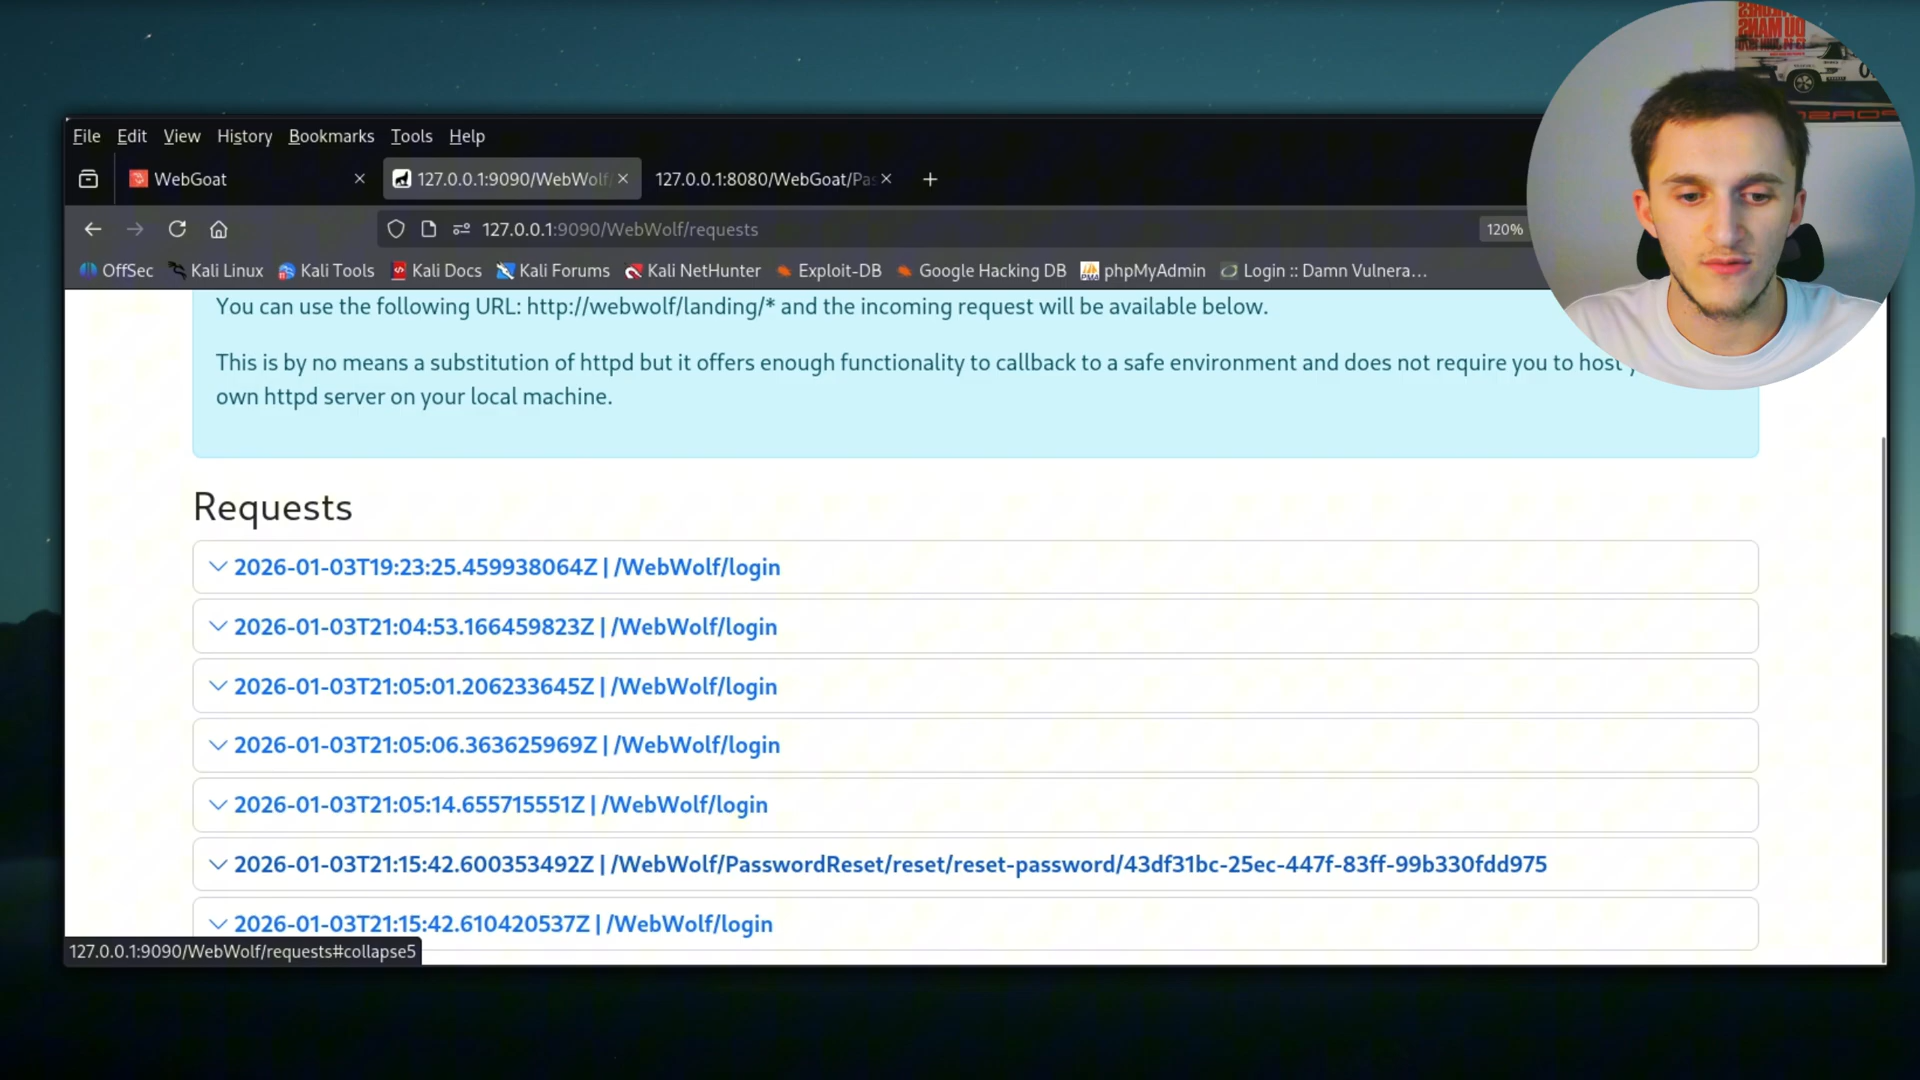 File Edit View History Bookmarks Tools Help
WebGoat
127.0.0.1:9090/WebWolf/
127.0.0.1:8080/WebGoat/Pas
127.0.0.1:9090/WebWolf/requests
120%
OffSec Kali Linux Kali Tools Kali Docs Kali Forums Kali NetHunter Exploit-DB Google Hacking DB phpMyAdmin Login :: Damn Vulnera...
You can use the following URL: http://webwolf/landing/* and the incoming request will be available below.
This is by no means a substitution of httpd but it offers enough functionality to callback to a safe environment and does not require you to host
own httpd server on your local machine.
Requests
2026-01-03T19:23:25.459938064Z | /WebWolf/login
2026-01-03T21:04:53.166459823Z | /WebWolf/login
2026-01-03T21:05:01.206233645Z | /WebWolf/login
2026-01-03T21:05:06.363625969Z | /WebWolf/login
2026-01-03T21:05:14.655715551Z | /WebWolf/login
2026-01-03T21:15:42.600353492Z | /WebWolf/PasswordReset/reset/reset-password/43df31bc-25ec-447f-83ff-99b330fdd975
2026-01-03T21:15:42.610420537Z | /WebWolf/login
127.0.0.1:9090/WebWolf/requests#collapse5